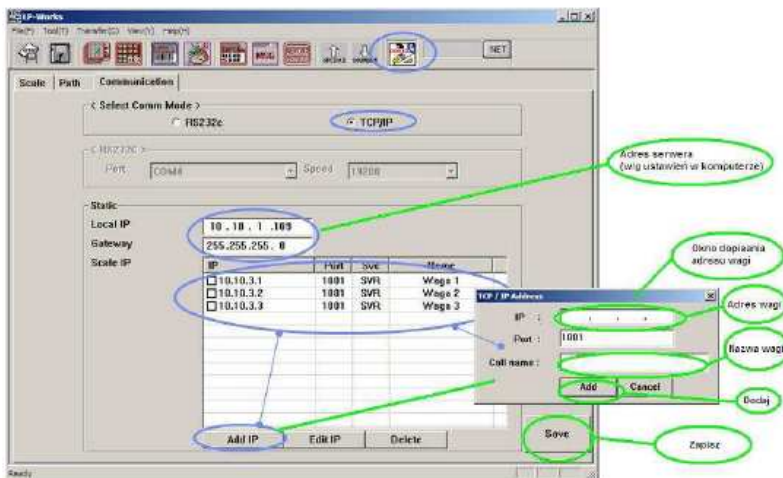 LP-Works
File(F) Tool(T) Transfer(C) View(V) Help(H)
NET
Scale Path Communication
< Select Comm Mode >
RS232c TCP/IP
< RS232c >
Port COM4 Speed 19200
Adres serwera
(wlg ustawień w komputerze)
Static
Local IP 10 . 10 . 1 .109
Gateway 255.255.255. 0
Scale IP
IP Port Svc Name
10.10.3.1 1001 SVR Waga 1
10.10.3.2 1001 SVR Waga 2
10.10.3.3 1001 SVR Waga 3
Okno dopisania
adresu wagi
TCP / IP Address
IP : . . .
Adres wagi
Port : 1001
Call name :
Nazwa wagi
Add Cancel
Dodaj
Add IP Edit IP Delete
Save
Zapisz
Ready